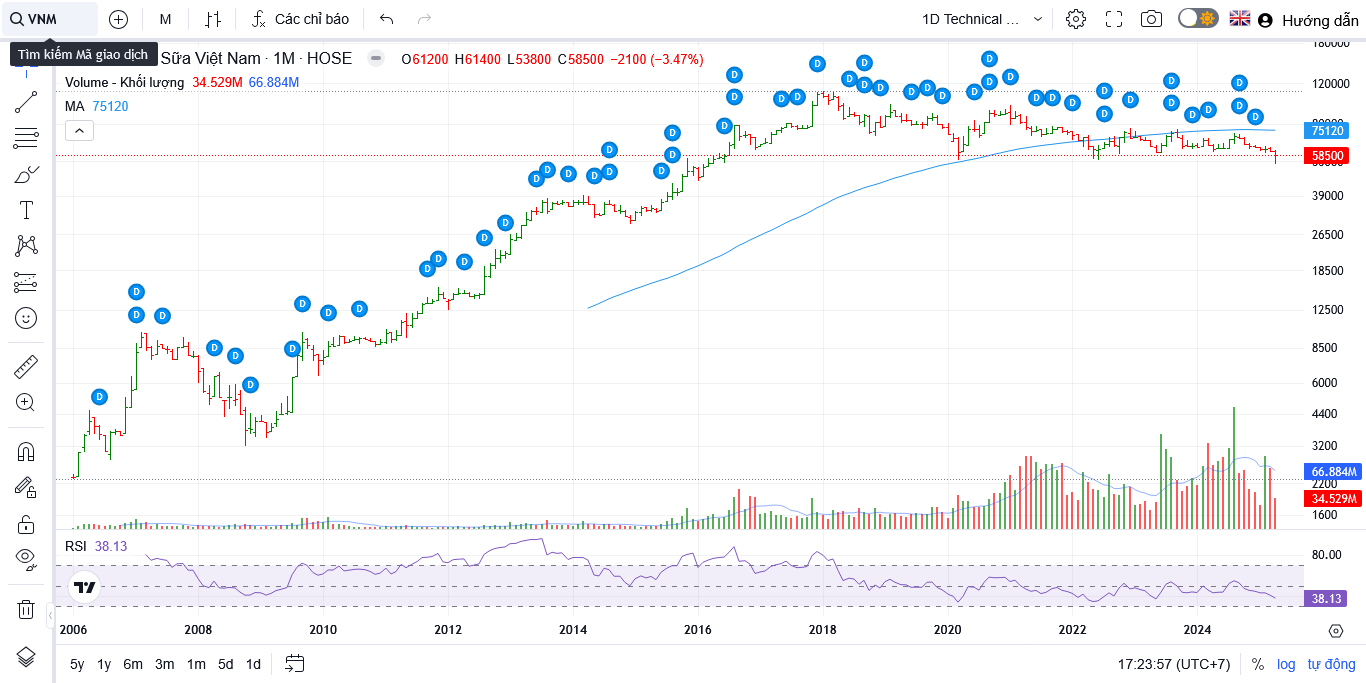 VNM
M
Các chỉ báo
1D Technical ...
Hướng dẫn
Tìm kiếm Mã giao dịch
Sữa Việt Nam · 1M · HOSE
O61200 H61400 L53800 C58500 −2100 (−3.47%)
Volume - Khối lượng 34.529M 66.884M
MA 75120
D D D D D D D D D D D D D D D D D D D D D D D D D D D D D D D D D D D D D D D D D D D D D D D D D D D D D D D
180000
120000
75120
58500
39000
26500
18500
12500
8500
6000
4400
3200
66.884M
2200
34.529M
1600
RSI 38.13
80.00
38.13
2006 2008 2010 2012 2014 2016 2018 2020 2022 2024
5y 1y 6m 3m 1m 5d 1d
17:23:57 (UTC+7) % log tự động